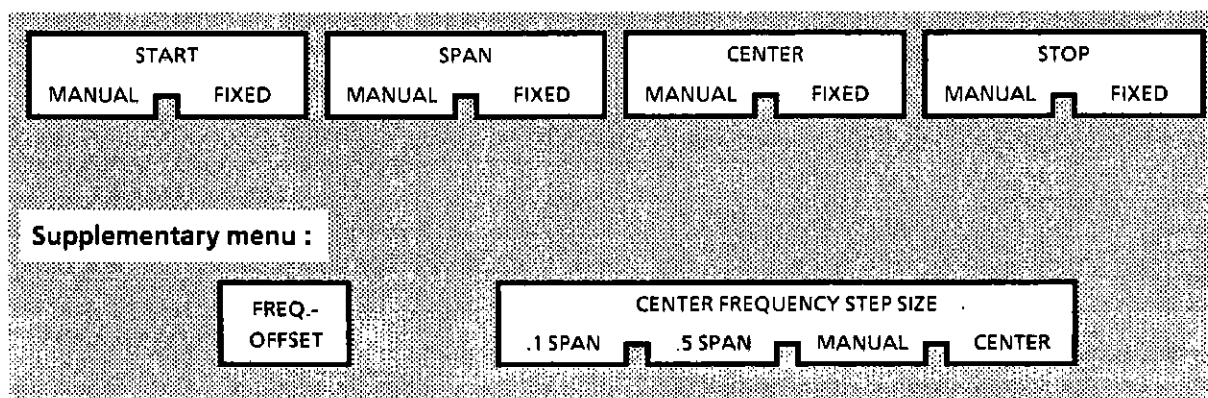 START SPAN CENTER STOP
MANUAL FIXED MANUAL FIXED MANUAL FIXED MANUAL FIXED
Supplementary menu :
FREQ.-
OFFSET
CENTER FREQUENCY STEP SIZE
.1 SPAN .5 SPAN MANUAL CENTER